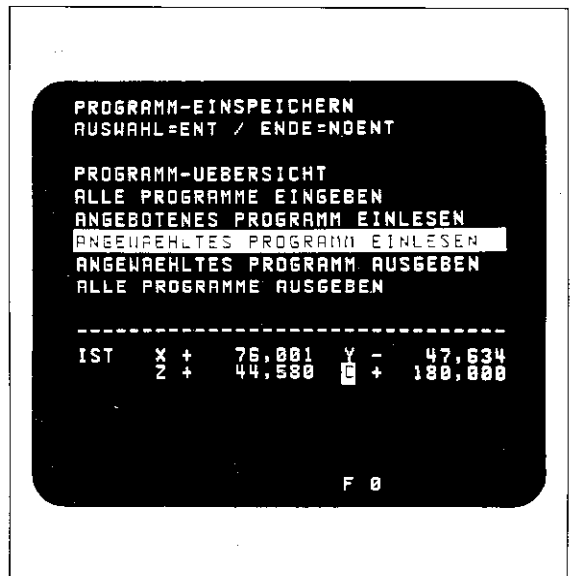 PROGRAMM-EINSPEICHERN
AUSWAHL=ENT / ENDE=NOENT
PROGRAMM-UEBERSICHT
ALLE PROGRAMME EINGEBEN
ANGEBOTENES PROGRAMM EINLESEN
ANGEWAEHLTES PROGRAMM EINLESEN
ANGEWAEHLTES PROGRAMM AUSGEBEN
ALLE PROGRAMME AUSGEBEN
--------------------------------------
IST X + 76,001 Y - 47,634
Z + 44,580 C + 180,000
F 0